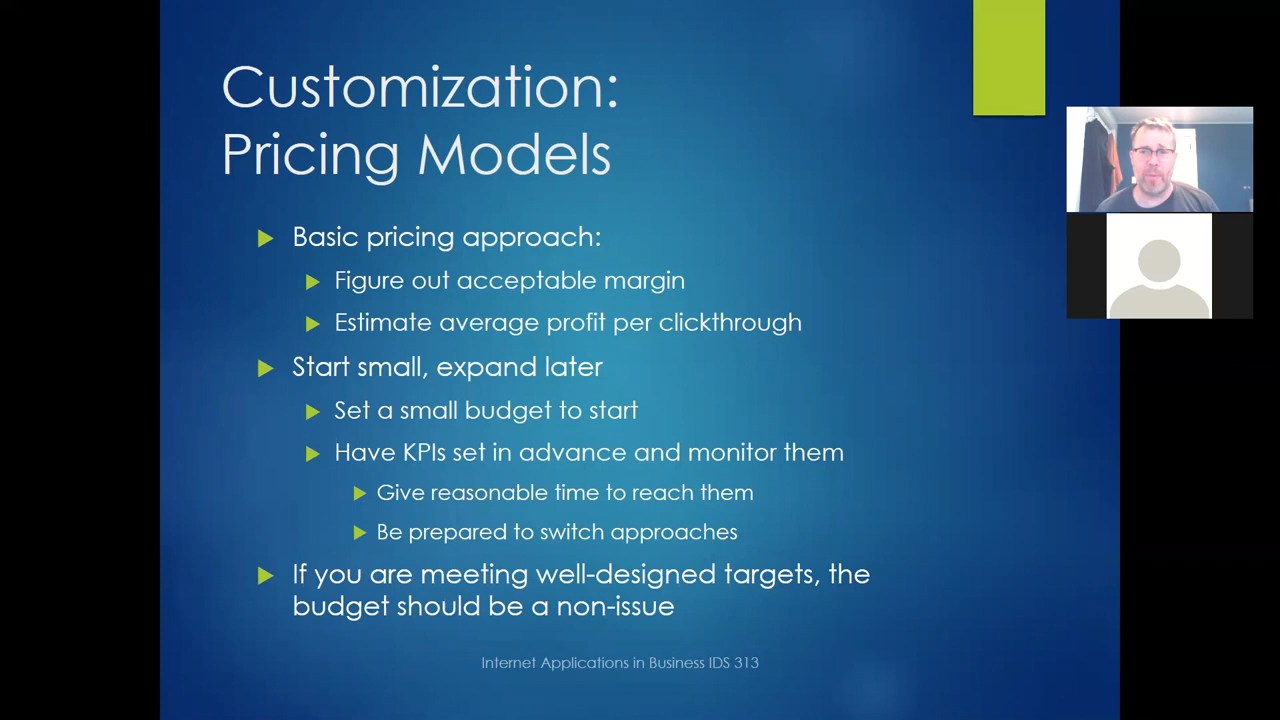 Customization:
Pricing Models
Basic pricing approach:
Figure out acceptable margin
Estimate average profit per clickthrough
Start small, expand later
Set a small budget to start
Have KPIs set in advance and monitor them
Give reasonable time to reach them
Be prepared to switch approaches
If you are meeting well-designed targets, the
budget should be a non-issue
Internet Applications in Business IDS 313